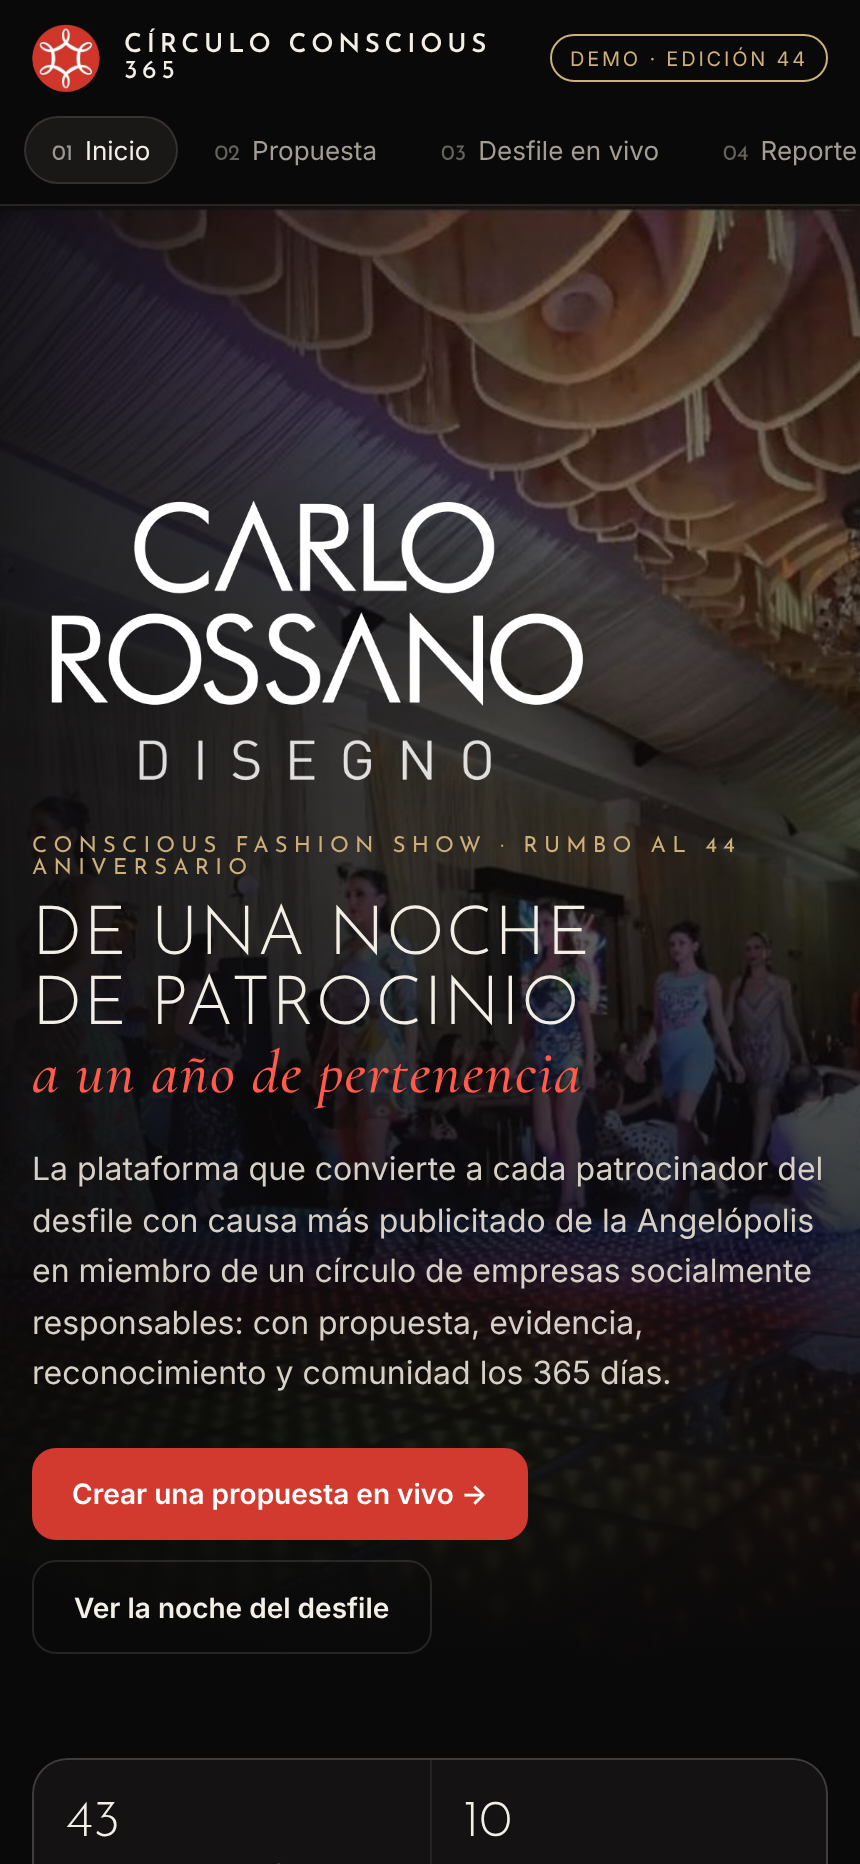 CÍRCULO CONSCIOUS
365
DEMO · EDICIÓN 44
01 Inicio
02 Propuesta
03 Desfile en vivo
04 Reporte
CARLO
ROSSANO
DISEGNO
CONSCIOUS FASHION SHOW · RUMBO AL 44
ANIVERSARIO
DE UNA NOCHE
DE PATROCINIO
a un año de pertenencia
La plataforma que convierte a cada patrocinador del
desfile con causa más publicitado de la Angelópolis
en miembro de un círculo de empresas socialmente
responsables: con propuesta, evidencia,
reconocimiento y comunidad los 365 días.
Crear una propuesta en vivo →
Ver la noche del desfile
43
10